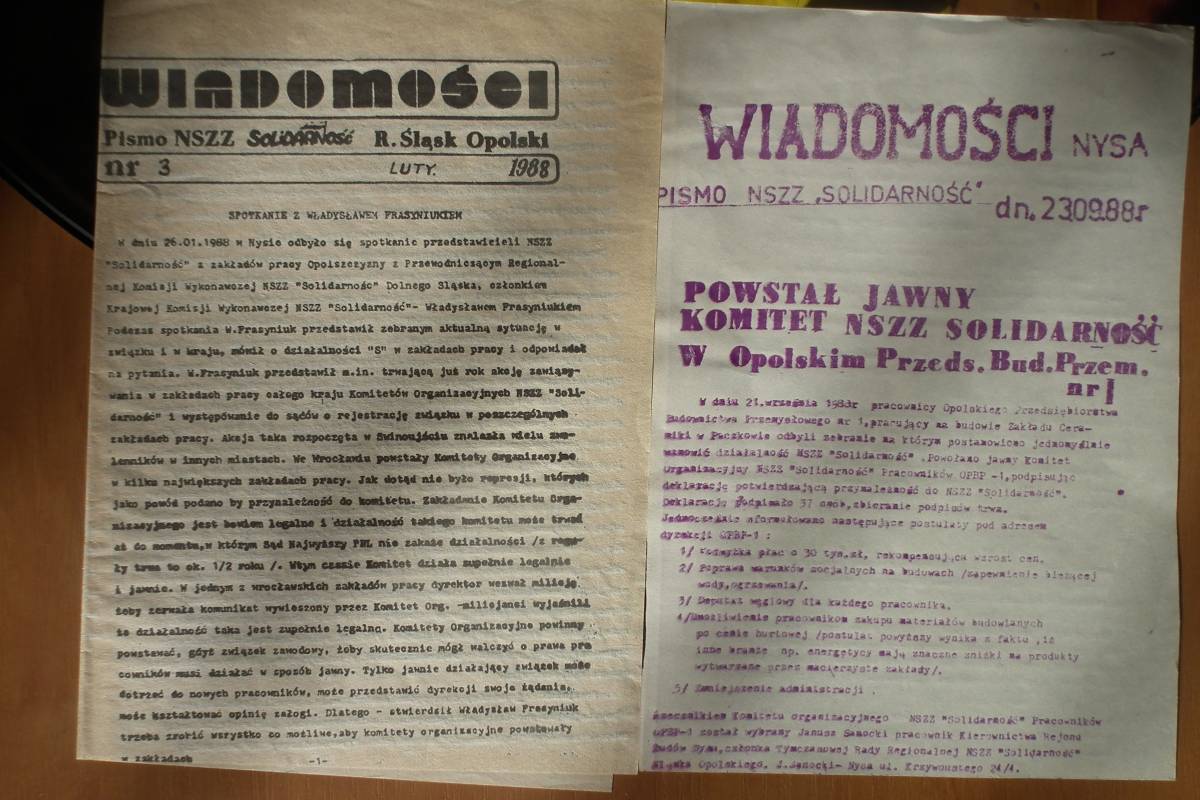 WIADOMOŚCI
Pismo NSZZ SOLIDARNOŚĆ R. Śląsk Opolski
nr 3 LUTY. 1988
SPOTKANIE Z WŁADYSŁAWEM FRASYNIUKIEM
W dniu 26.01.1988 w Nysie odbyło się spotkanie przedstawicieli NSZZ
"Solidarność" z zakładów pracy Opolszczyzny z Przewodniczącym Regional-
nej Komisji Wykonawczej NSZZ "Solidarność" Dolnego Śląska, członkiem
Krajowej Komisji Wykonawczej NSZZ "Solidarność"- Władysławem Frasyniukiem
Podczas spotkania W.Frasyniuk przedstawił zebranym aktualną sytuację w
związku i w kraju, mówił o działalności "S" w zakładach pracy i odpowiadał
na pytania. W.Frasyniuk przedstawił m.in. trwającą już rok akcję zawiązy-
wania w zakładach pracy całego kraju Komitetów Organizacyjnych NSZZ "Soli-
darność" i występowanie do sądów o rejestrację związku w poszczególnych
zakładach pracy. Akcja taka rozpoczęta w Świnoujściu znalazła wielu zwo-
lenników w innych miastach. We Wrocławiu powstały Komitety Organizacyjne
w kilku największych zakładach pracy. Jak dotąd nie było represji, których
jako powód podano by przynależność do komitetu. Zakładanie Komitetu Orga-
nizacyjnego jest bowiem legalne i działalność takiego komitetu może trwać
aż do momentu,w którym Sąd Najwyższy PRL nie zakaże działalności /z regu-
ły trwa to ok. 1/2 roku /. Wtym czasie Komitet działa zupełnie legalnie
i jawnie. W jednym z wrocławskich zakładów pracy dyrektor wezwał milicję
żeby zerwała komunikat wywieszony przez Komitet Org. -milicjanci wyjaśnili
że działalność taka jest zupełnie legalna. Komitety Organizacyjne powinny
powstawać, gdyż związek zawodowy, żeby skutecznie mógł walczyć o prawa pra
cowników musi działać w sposób jawny. Tylko jawnie działający związek może
dotrzeć do nowych pracowników, może przedstawić dyrekcji swoje żądania,
może kształtować opinię załogi. Dlatego - stwierdził Władysław Frasyniuk
trzeba zrobić wszystko co możliwe,aby komitety organizacyjne powstawały
w zakładach
-1-
WIADOMOŚCI NYSA
PISMO NSZZ „SOLIDARNOŚĆ" dn. 23.09.88r
POWSTAŁ JAWNY
KOMITET NSZZ SOLIDARNOŚĆ
W Opolskim Przeds. Bud. Przem.
nr 1
W dniu 21.września 1988r pracownicy Opolskiego Przedsiębiorstwa
Budownictwa Przemysłowego nr 1,pracujący na budowie Zakładu Cera-
miki w Paczkowie odbyli zebranie na którym postanowiono jednomyślnie
wznowić działalność NSZZ "Solidarność" .Powołano jawny Komitet
Organizacyjny NSZZ "Solidarność" Pracowników OPBP -1,podpisując
deklarację potwierdzającą przynależność do NSZZ "Solidarność".
Deklarację podpisało 37 osób,zbieranie podpisów trwa.
Jednocześnie sformułowano następujące postulaty pod adresem
dyrekcji OPBP-1 :
1/ Podwyżka płac o 30 tys.zł, rekompensująca wzrost cen.
2/ Poprawa warunków socjalnych na budowach /zapewnienie bieżącej
wody,ogrzewania/.
3/ Deputat węglowy dla każdego pracownika.
4/Umożliwienie pracownikom zakupu materiałów budowlanych
po cenie hurtowej /postulat powyższy wynika z faktu ,iż
inne branże np. energetycy mają znaczne zniżki na produkty
wytwarzane przez macierzyste zakłady/.
5/ Zmniejszenie administracji .
Rzecznikiem Komitetu organizacyjnego NSZZ "Solidarność" Pracowników
OPBP-1 został wybrany Janusz Sanocki pracownik Kierownictwa Rejonu
Budów Nysa,członka Tymczasowej Rady Regionalnej NSZZ "Solidarność"
Śląska Opolskiego. J.Sanocki- Nysa ul. Krzywoustego 24/4.